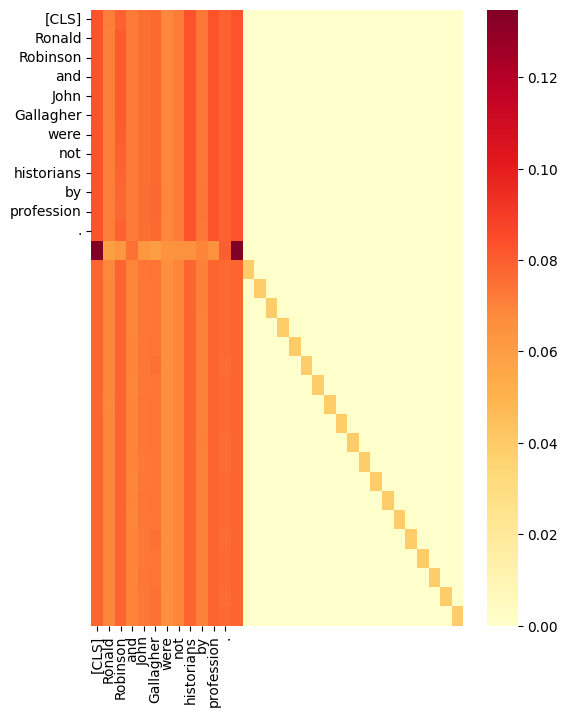 [CLS]
Ronald
Robinson
and
John
Gallagher
were
not
historians
by
profession
.
0.12
0.10
0.08
0.06
0.04
0.02
0.00
[CLS]
Ronald
Robinson
and
John
Gallagher
were
not
historians
by
profession
.